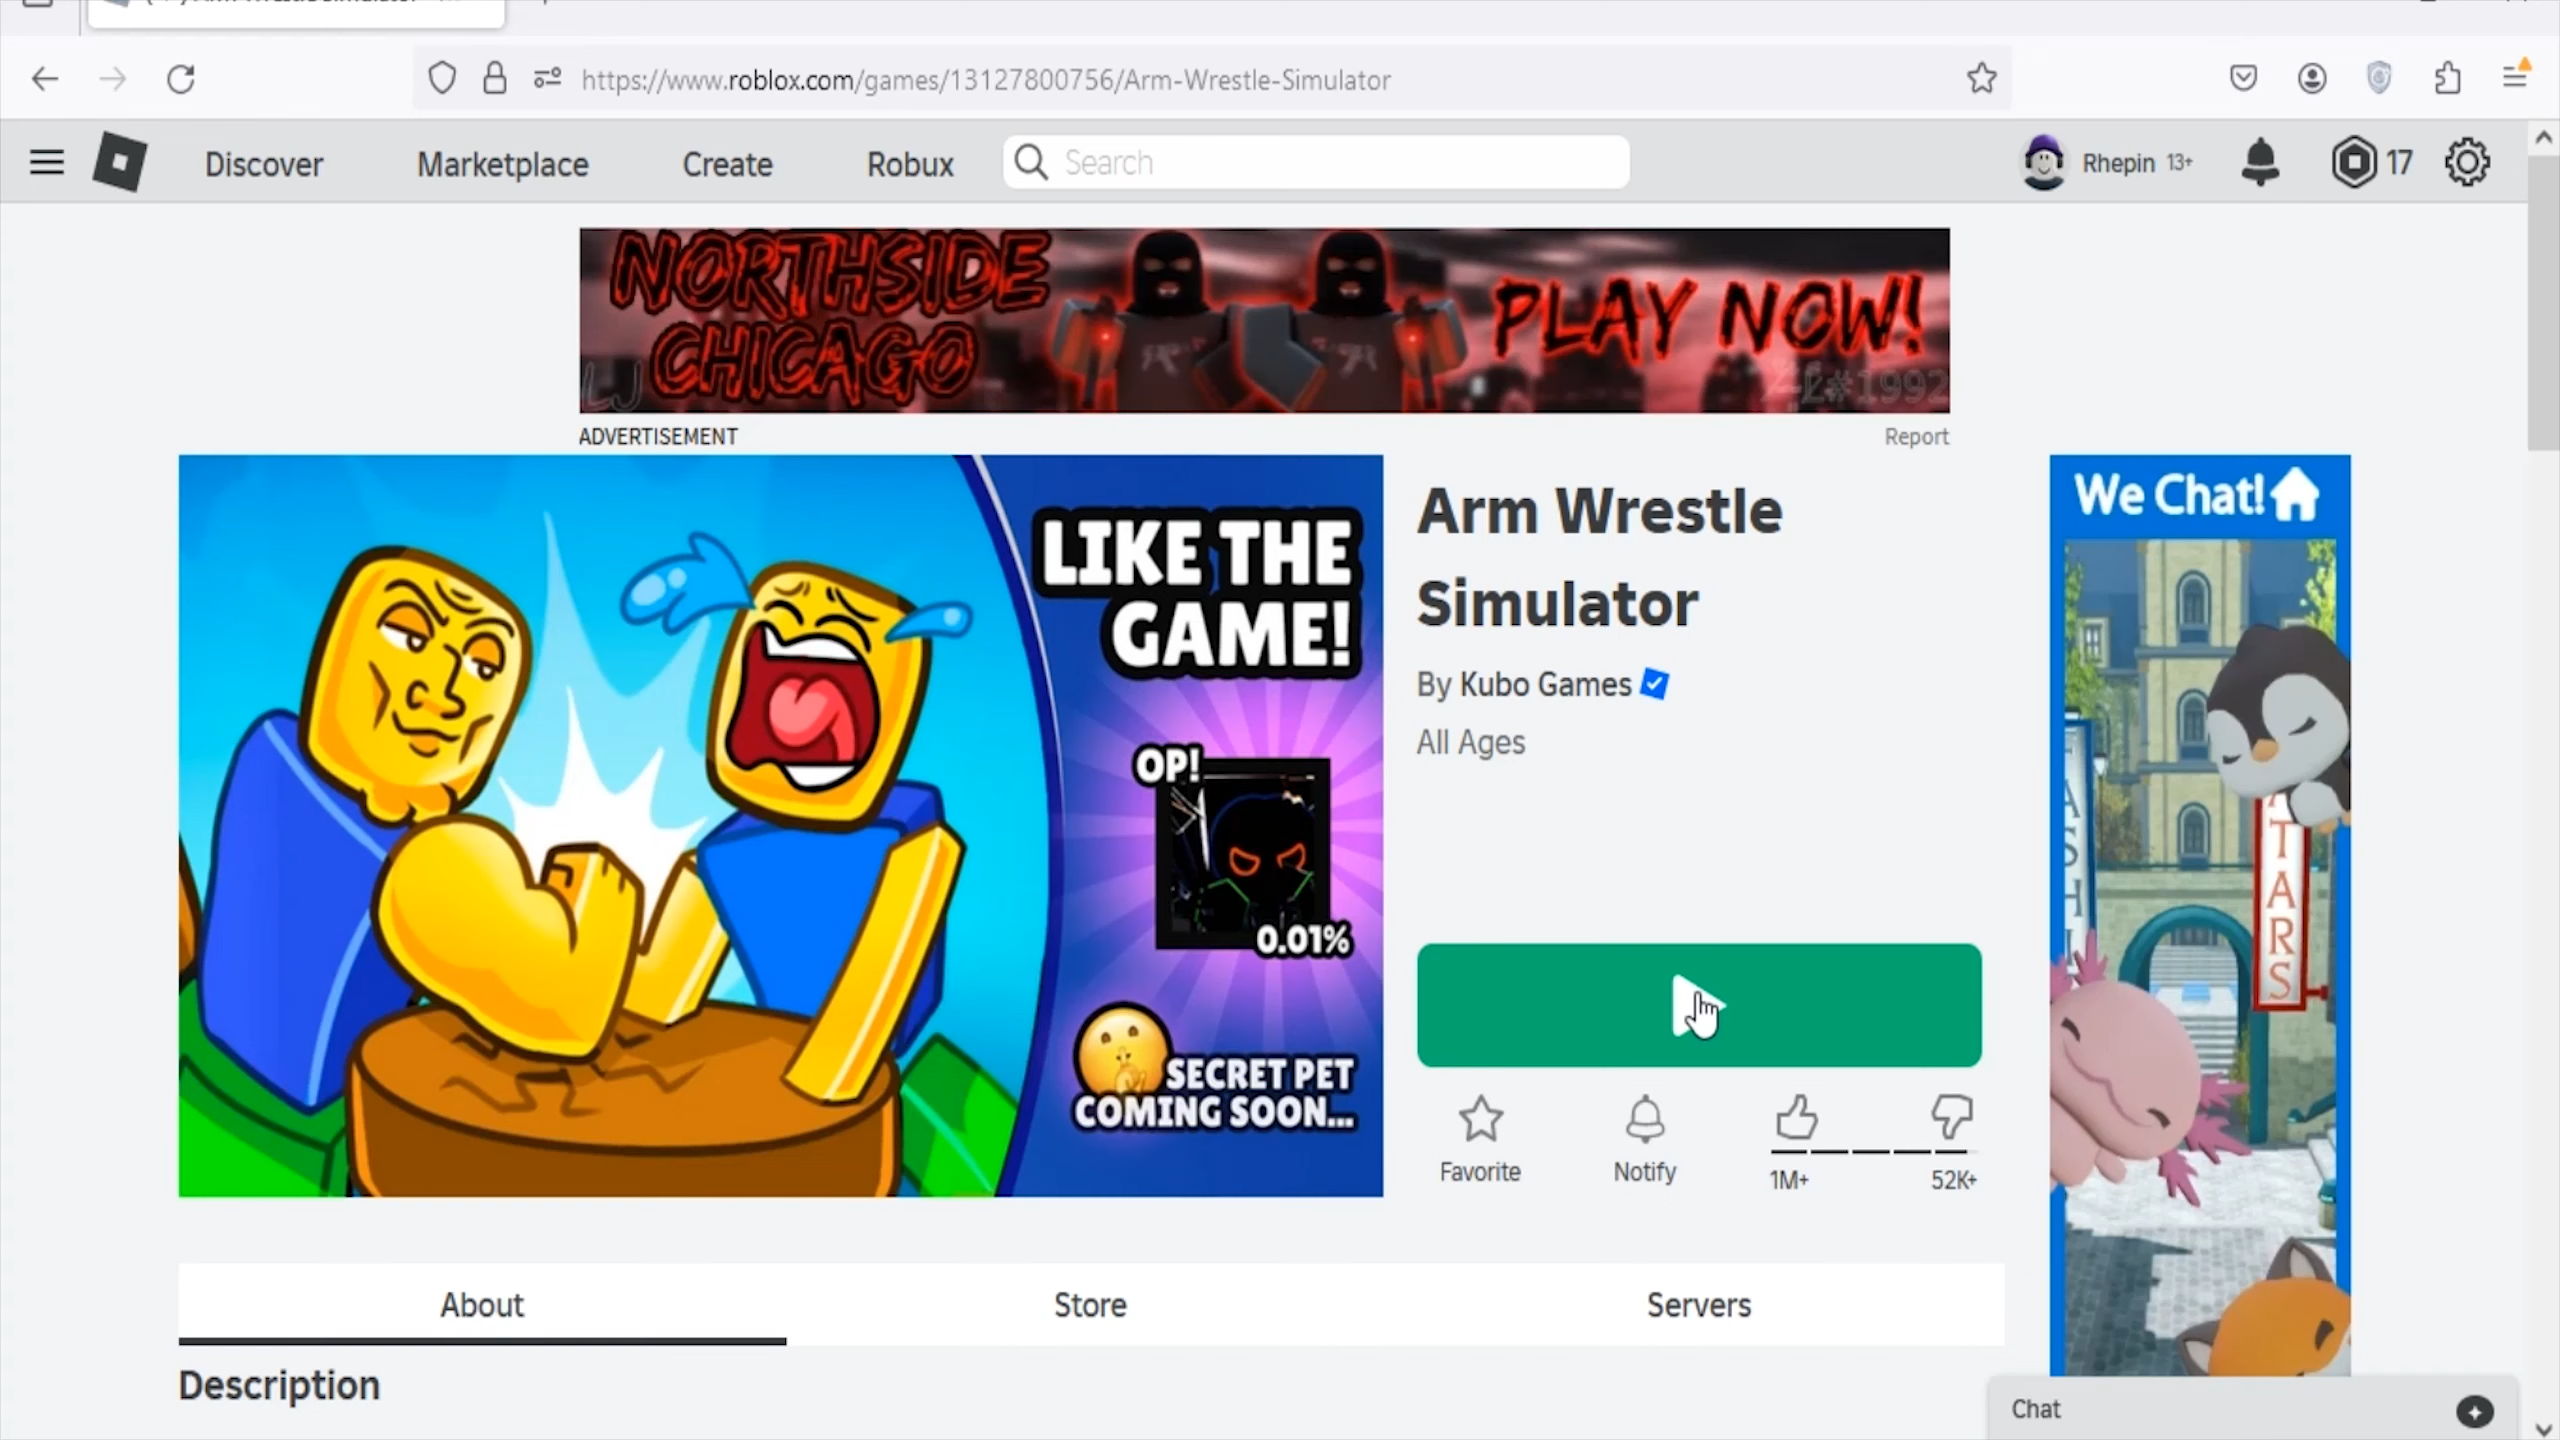 https://www.roblox.com/games/13127800756/Arm-Wrestle-Simulator
Discover
Marketplace
Create
Robux
Search
Rhepin 13+
17
NORTHSIDE
CHICAGO
PLAY NOW!
LJ
#1992
ADVERTISEMENT
Report
LIKE THE
GAME!
OP!
0.01%
SECRET PET
COMING SOON...
Arm Wrestle
Simulator
By Kubo Games
All Ages
Favorite
Notify
1M+
52K+
We Chat!
About
Store
Servers
Description
Chat